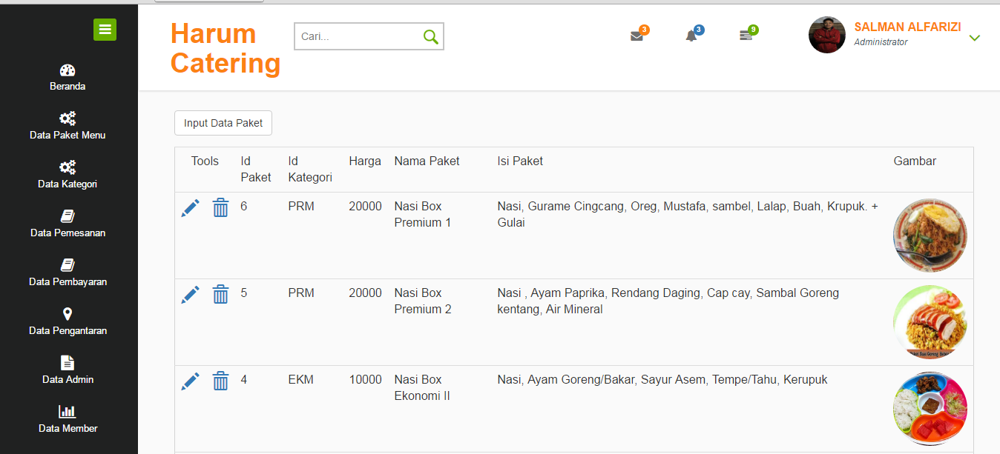 Harum
Catering
Cari...
3
3
9
SALMAN ALFARIZI
Administrator
Beranda
Data Paket Menu
Data Kategori
Data Pemesanan
Data Pembayaran
Data Pengantaran
Data Admin
Data Member
Input Data Paket
Tools Id Paket Id Kategori Harga Nama Paket Isi Paket Gambar
6 PRM 20000 Nasi Box Nasi, Gurame Cingcang, Oreg, Mustafa, sambel, Lalap, Buah, Krupuk. +
Premium 1 Gulai
5 PRM 20000 Nasi Box Nasi , Ayam Paprika, Rendang Daging, Cap cay, Sambal Goreng
Premium 2 kentang, Air Mineral
4 EKM 10000 Nasi Box Nasi, Ayam Goreng/Bakar, Sayur Asem, Tempe/Tahu, Kerupuk
Ekonomi II